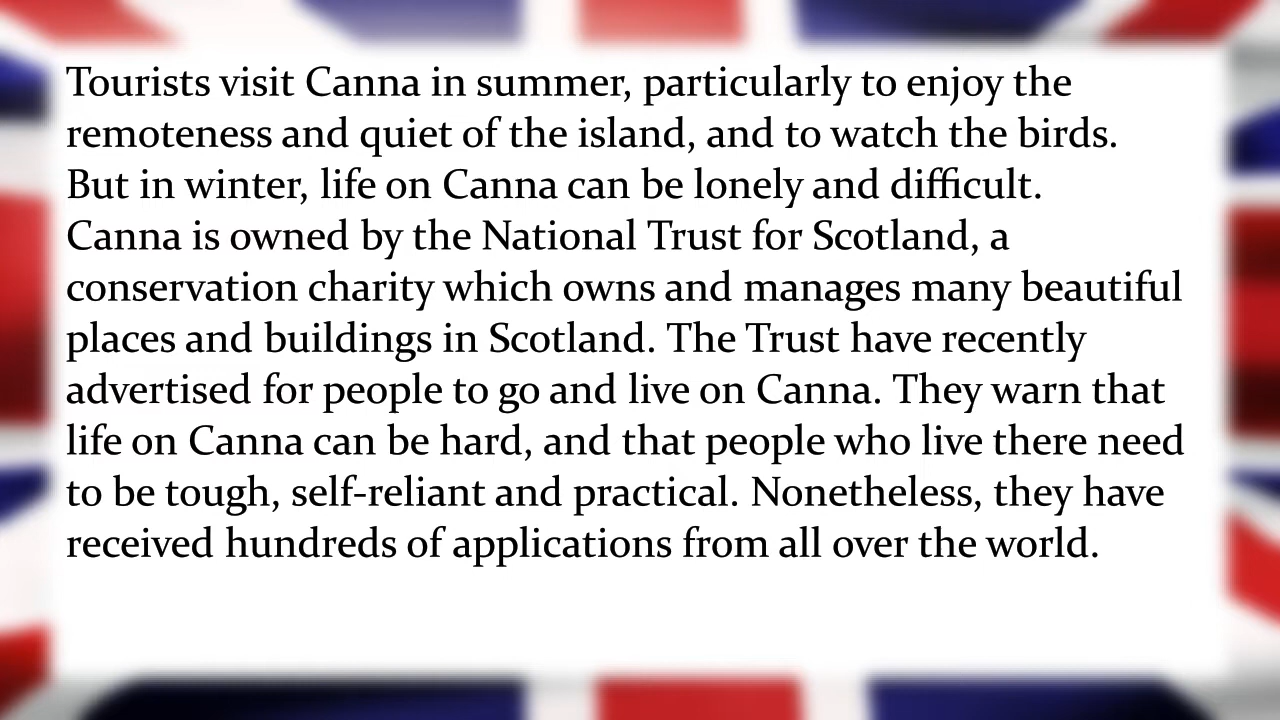 Tourists visit Canna in summer, particularly to enjoy the
remoteness and quiet of the island, and to watch the birds.
But in winter, life on Canna can be lonely and difficult.
Canna is owned by the National Trust for Scotland, a
conservation charity which owns and manages many beautiful
places and buildings in Scotland. The Trust have recently
advertised for people to go and live on Canna. They warn that
life on Canna can be hard, and that people who live there need
to be tough, self-reliant and practical. Nonetheless, they have
received hundreds of applications from all over the world.